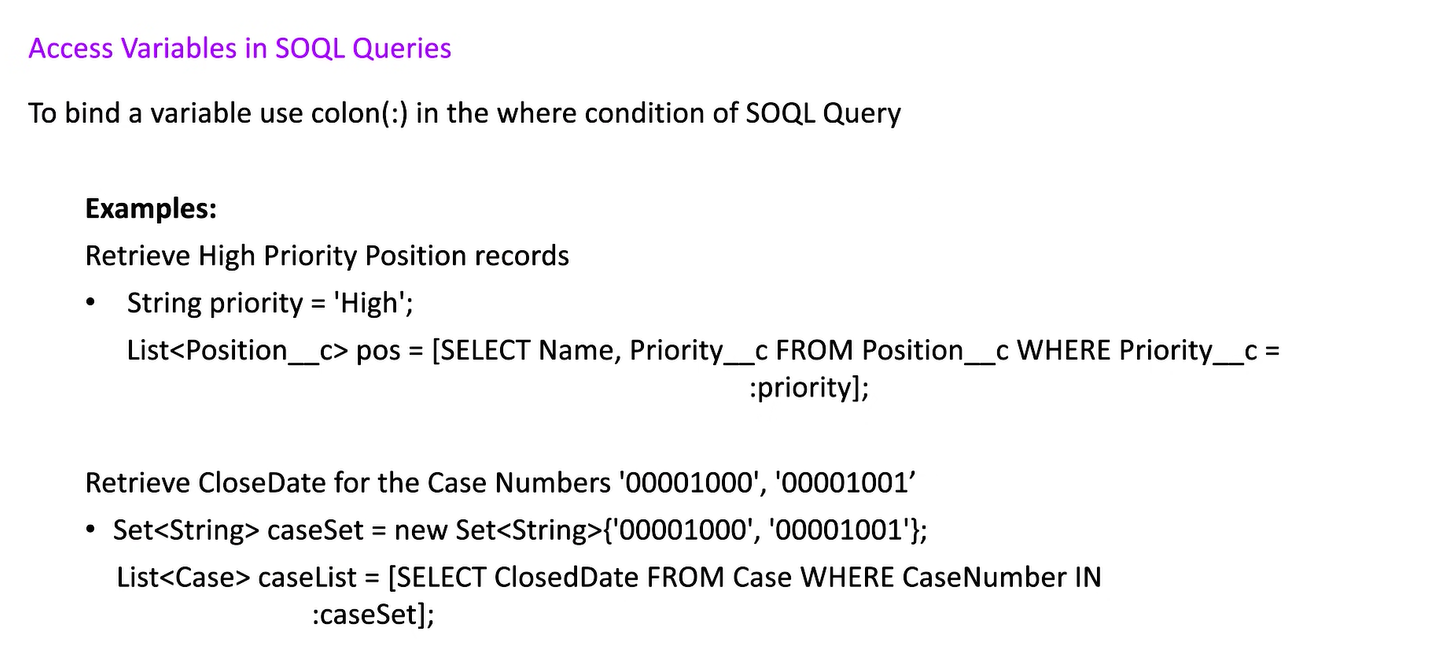 Access Variables in SOQL Queries
To bind a variable use colon(:) in the where condition of SOQL Query
Examples:
Retrieve High Priority Position records
• String priority = 'High';
List<Position__c> pos = [SELECT Name, Priority__c FROM Position__c WHERE Priority__c =
:priority];
Retrieve CloseDate for the Case Numbers '00001000', '00001001’
• Set<String> caseSet = new Set<String>{'00001000', '00001001'};
List<Case> caseList = [SELECT ClosedDate FROM Case WHERE CaseNumber IN
:caseSet];